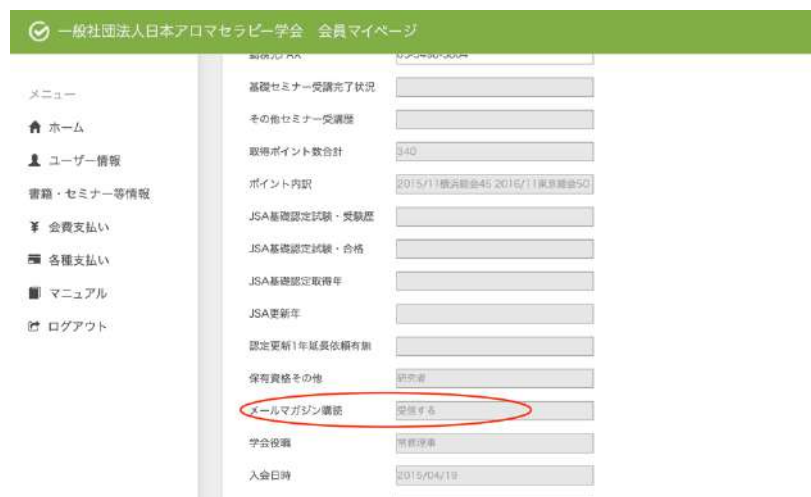 一般社団法人日本アロマセラピー学会　会員マイページ
メニュー
ホーム
ユーザー情報
書籍・セミナー等情報
会費支払い
各種支払い
マニュアル
ログアウト
基礎セミナー受講完了状況
その他セミナー受講歴
取得ポイント数合計 340
ポイント内訳 2015/11横浜総会45 2016/11東京総会50
JSA基礎認定試験・受験歴
JSA基礎認定試験・合格
JSA基礎認定取得年
JSA更新年
認定更新1年延長依頼有無
保有資格その他 研究者
メールマガジン購読 受信する
学会役職 常務理事
入会日時 2015/04/19